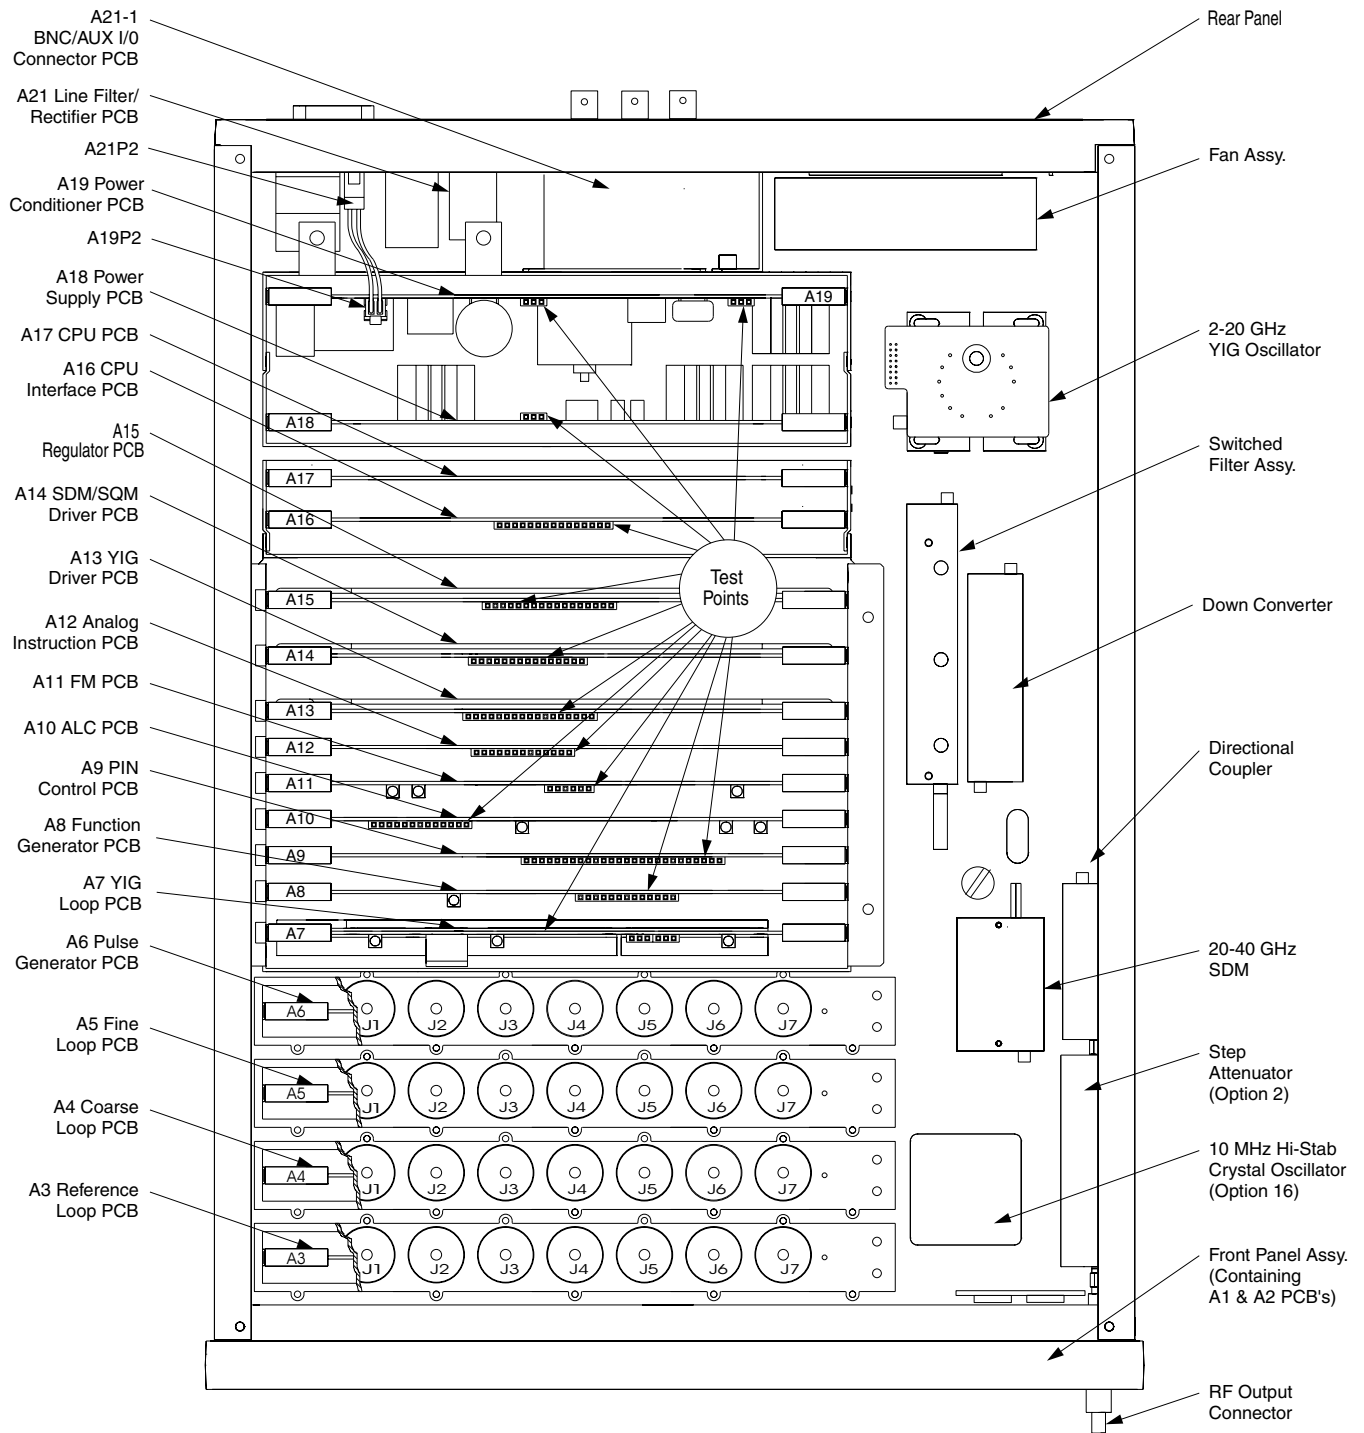 A21-1
BNC/AUX I/0
Connector PCB
A21 Line Filter/
Rectifier PCB
A21P2
A19 Power
Conditioner PCB
A19P2
A18 Power
Supply PCB
A17 CPU PCB
A16 CPU
Interface PCB
A15
Regulator PCB
A14 SDM/SQM
Driver PCB
A13 YIG
Driver PCB
A12 Analog
Instruction PCB
A11 FM PCB
A10 ALC PCB
A9 PIN
Control PCB
A8 Function
Generator PCB
A7 YIG
Loop PCB
A6 Pulse
Generator PCB
A5 Fine
Loop PCB
A4 Coarse
Loop PCB
A3 Reference
Loop PCB
A19
A18
A17
A16
A15
A14
A13
A12
A11
A10
A9
A8
A7
Test
Points
A6 J1 J2 J3 J4 J5 J6 J7
A5 J1 J2 J3 J4 J5 J6 J7
A4 J1 J2 J3 J4 J5 J6 J7
A3 J1 J2 J3 J4 J5 J6 J7
Rear Panel
Fan Assy.
2-20 GHz
YIG Oscillator
Switched
Filter Assy.
Down Converter
Directional
Coupler
20-40 GHz
SDM
Step
Attenuator
(Option 2)
10 MHz Hi-Stab
Crystal Oscillator
(Option 16)
Front Panel Assy.
(Containing
A1 & A2 PCB's)
RF Output
Connector